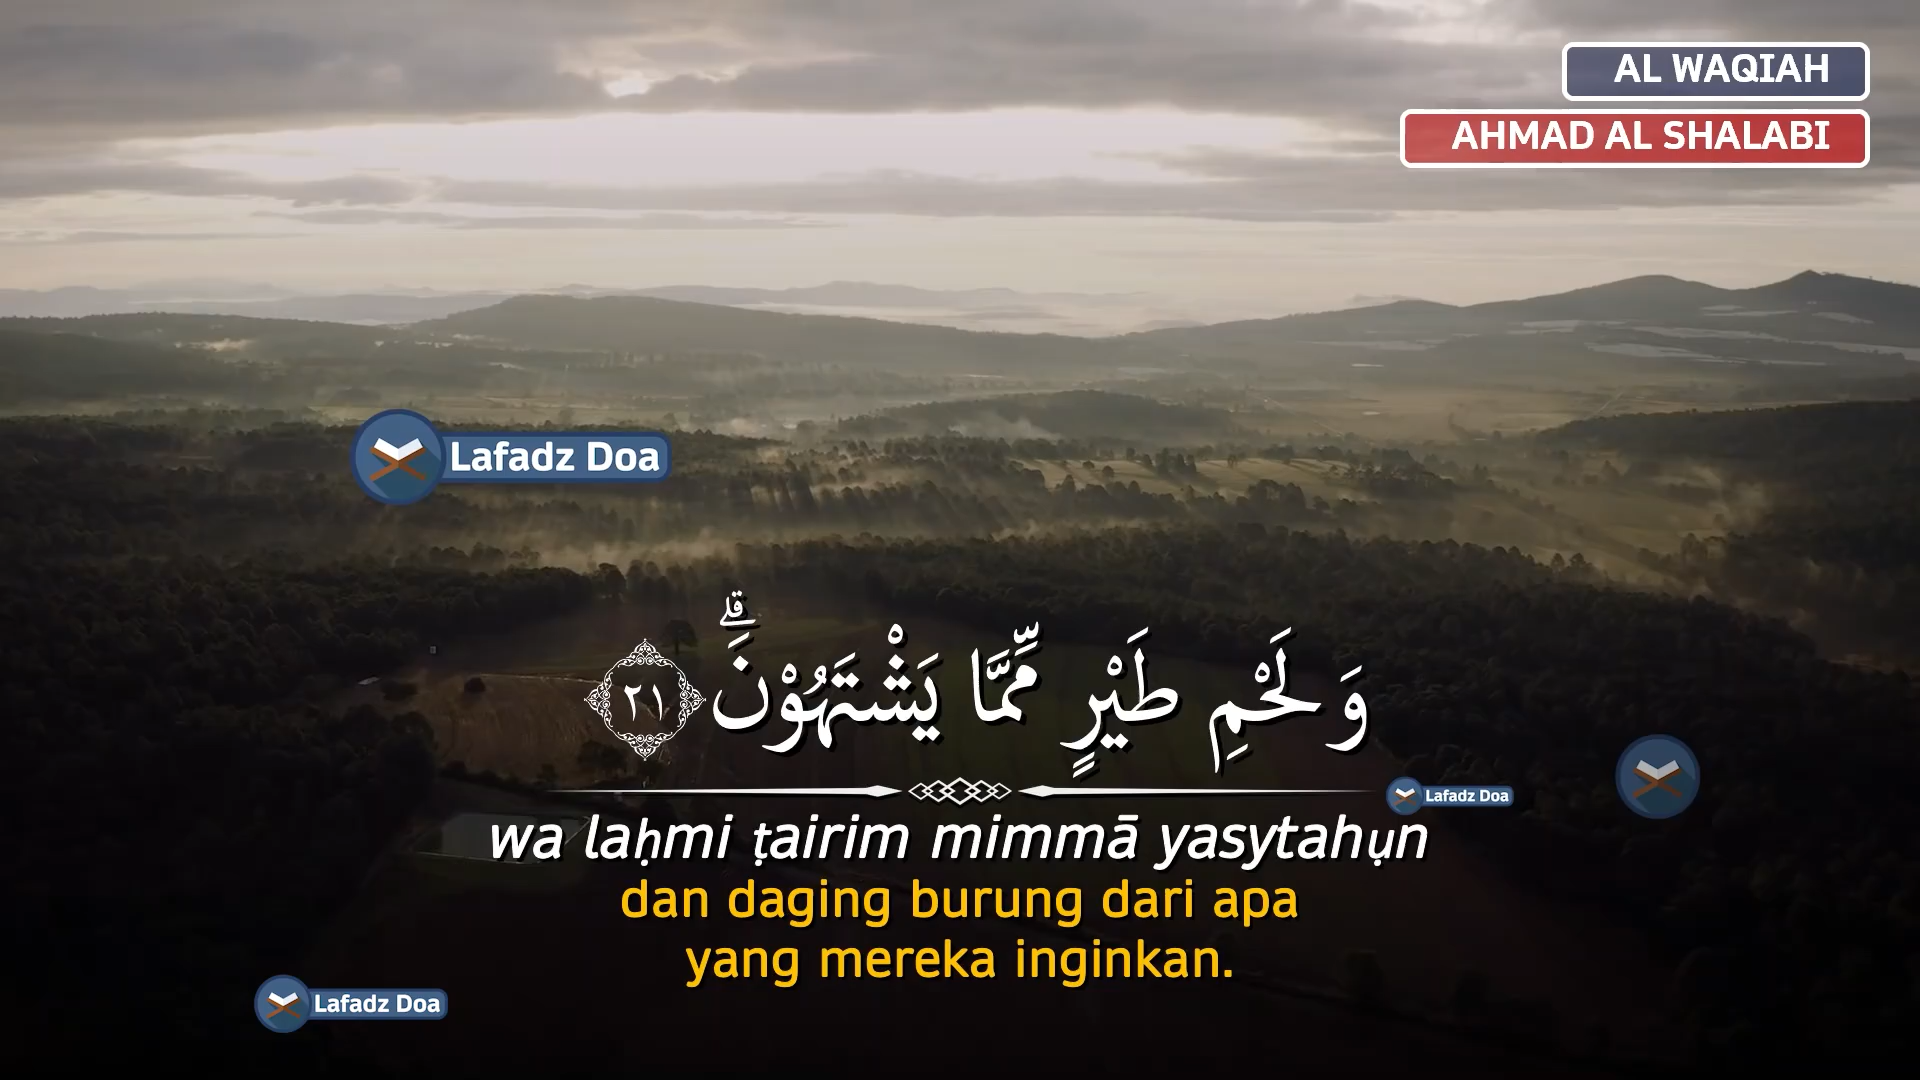 AL WAQIAH
AHMAD AL SHALABI
Lafadz Doa
وَلَحْمِ طَيْرٍ مِّمَّا يَشْتَهُوْنَۗ ٢١
Lafadz Doa
wa laḥmi ṭairim mimmā yasytahụn
dan daging burung dari apa
yang mereka inginkan.
Lafadz Doa